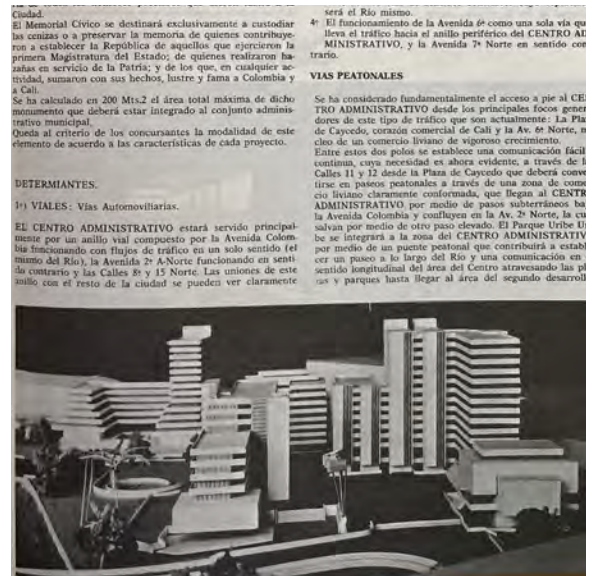 Ciudad.
El Memorial Cívico se destinará exclusivamente a custodiar
las cenizas o a preservar la memoria de quienes contribuye-
ron a establecer la República de aquellos que ejercieron la
primera Magistratura del Estado; de quienes realizaron ha-
zañas en servicio de la Patria; y de los que, en cualquier ac-
tividad, sumaron con sus hechos, lustre y fama a Colombia y
a Cali.
Se ha calculado en 200 Mts.2 el área total máxima de dicho
monumento que deberá estar integrado al conjunto adminis-
trativo municipal.
Queda al criterio de los concursantes la modalidad de este
elemento de acuerdo a las características de cada proyecto.
DETERMIANTES.
1º) VIALES: Vías Automoviliarias.
EL CENTRO ADMINISTRATIVO estará servido principal-
mente por un anillo vial compuesto por la Avenida Colom-
bia funcionando con flujos de tráfico en un solo sentido (el
mismo del Río), la Avenida 2ª A-Norte funcionando en senti-
do contrario y las Calles 8ª y 15 Norte. Las uniones de este
anillo con el resto de la ciudad se pueden ver claramente
será el Río mismo.
4º El funcionamiento de la Avenida 6ª como una sola vía qu
lleva el tráfico hacia el anillo periférico del CENTRO AD
MINISTRATIVO, y la Avenida 7ª Norte en sentido con
trario.
VIAS PEATONALES
Se ha considerado fundamentalmente el acceso a pie al CE
TRO ADMINISTRATIVO desde los principales focos gener
dores de este tipo de tráfico que son actualmente: La Pla
de Caycedo, corazón comercial de Cali y la Av. 6ª Norte, n
cleo de un comercio liviano de vigoroso crecimiento.
Entre estos dos polos se establece una comunicación fácil
continua, cuya necesidad es ahora evidente, a través de l
Calles 11 y 12 desde la Plaza de Caycedo que deberá conve
tirse en paseos peatonales a través de una zona de come
cio liviano claramente conformada, que llegan al CENTR
ADMINISTRATIVO por medio de pasos subterráneos ba
la Avenida Colombia y confluyen en la Av. 2ª Norte, la cu
salvan por medio de otro paso elevado. El Parque Uribe U
be se integrará a la zona del CENTRO ADMINISTRATIV
por medio de un puente peatonal que contribuirá a establ
cer un paseo a lo largo del Río y una comunicación en
sentido longitudinal del área del Centro atravesando las pl
y parques hasta llegar al área del segundo desarroll